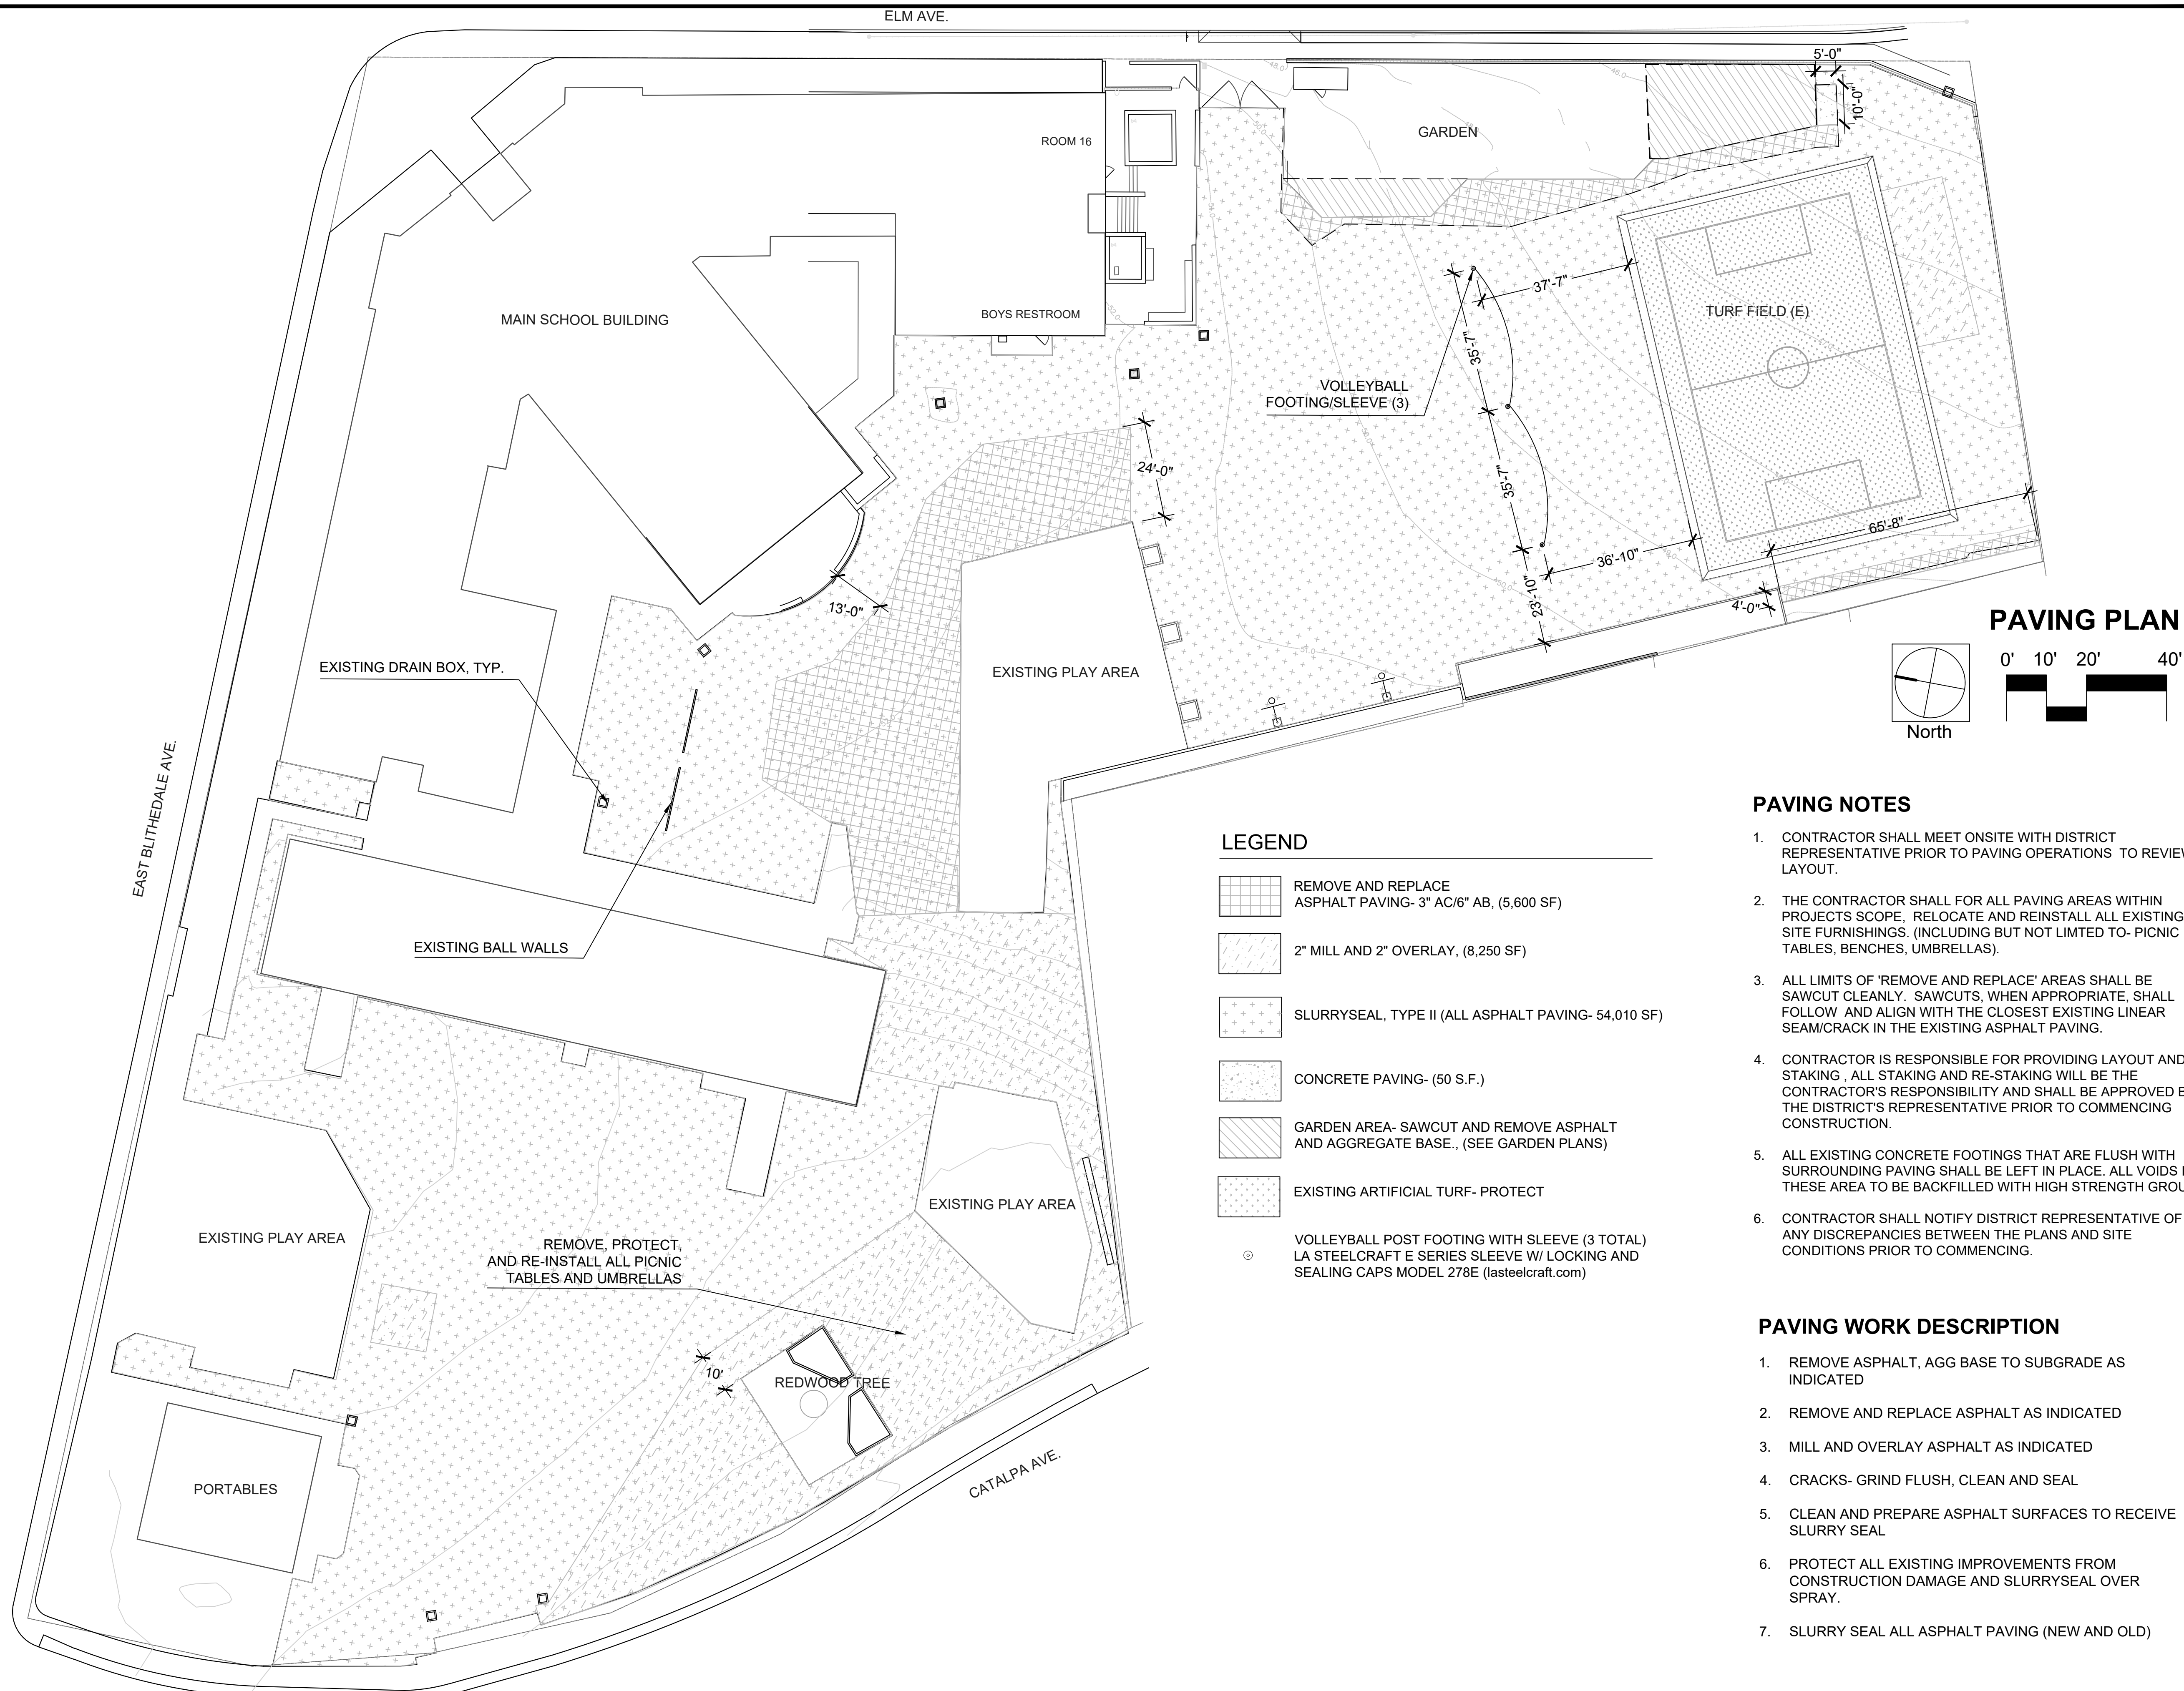 ELM AVE.
5'-0"
10'-0"
ROOM 16
GARDEN
37'-7"
MAIN SCHOOL BUILDING
BOYS RESTROOM
TURF FIELD (E)
35'-7"
VOLLEYBALL
FOOTING/SLEEVE (3)
24'-0"
35'-7"
65'-8"
36'-10"
23'-10"
4'-0"
13'-0"
EXISTING DRAIN BOX, TYP.
EXISTING PLAY AREA
EAST BLITHEDALE AVE.
EXISTING BALL WALLS
EXISTING PLAY AREA
EXISTING PLAY AREA
REMOVE, PROTECT,
AND RE-INSTALL ALL PICNIC
TABLES AND UMBRELLAS
10'
REDWOOD TREE
PORTABLES
CATALPA AVE.
PAVING PLAN
0' 10' 20' 40'
North
LEGEND
REMOVE AND REPLACE
ASPHALT PAVING- 3" AC/6" AB, (5,600 SF)
2" MILL AND 2" OVERLAY, (8,250 SF)
SLURRYSEAL, TYPE II (ALL ASPHALT PAVING- 54,010 SF)
CONCRETE PAVING- (50 S.F.)
GARDEN AREA- SAWCUT AND REMOVE ASPHALT
AND AGGREGATE BASE., (SEE GARDEN PLANS)
EXISTING ARTIFICIAL TURF- PROTECT
VOLLEYBALL POST FOOTING WITH SLEEVE (3 TOTAL)
LA STEELCRAFT E SERIES SLEEVE W/ LOCKING AND
SEALING CAPS MODEL 278E (lasteelcraft.com)
PAVING NOTES
1. CONTRACTOR SHALL MEET ONSITE WITH DISTRICT
REPRESENTATIVE PRIOR TO PAVING OPERATIONS TO
LAYOUT.
2. THE CONTRACTOR SHALL FOR ALL PAVING AREAS WITHIN
PROJECTS SCOPE, RELOCATE AND REINSTALL ALL EXISTING
SITE FURNISHINGS. (INCLUDING BUT NOT LIMTED TO- PICNIC
TABLES, BENCHES, UMBRELLAS).
3. ALL LIMITS OF 'REMOVE AND REPLACE' AREAS SHALL BE
SAWCUT CLEANLY. SAWCUTS, WHEN APPROPRIATE, SHALL
FOLLOW AND ALIGN WITH THE CLOSEST EXISTING LINEAR
SEAM/CRACK IN THE EXISTING ASPHALT PAVING.
4. CONTRACTOR IS RESPONSIBLE FOR PROVIDING LAYOUT AND
STAKING , ALL STAKING AND RE-STAKING WILL BE THE
CONTRACTOR'S RESPONSIBILITY AND SHALL BE APPROVED
THE DISTRICT'S REPRESENTATIVE PRIOR TO COMMENCING
CONSTRUCTION.
5. ALL EXISTING CONCRETE FOOTINGS THAT ARE FLUSH WITH
SURROUNDING PAVING SHALL BE LEFT IN PLACE. ALL VOIDS
THESE AREA TO BE BACKFILLED WITH HIGH STRENGTH
6. CONTRACTOR SHALL NOTIFY DISTRICT REPRESENTATIVE OF
ANY DISCREPANCIES BETWEEN THE PLANS AND SITE
CONDITIONS PRIOR TO COMMENCING.
PAVING WORK DESCRIPTION
1. REMOVE ASPHALT, AGG BASE TO SUBGRADE AS
INDICATED
2. REMOVE AND REPLACE ASPHALT AS INDICATED
3. MILL AND OVERLAY ASPHALT AS INDICATED
4. CRACKS- GRIND FLUSH, CLEAN AND SEAL
5. CLEAN AND PREPARE ASPHALT SURFACES TO RECEIVE
SLURRY SEAL
6. PROTECT ALL EXISTING IMPROVEMENTS FROM
CONSTRUCTION DAMAGE AND SLURRYSEAL OVER
SPRAY.
7. SLURRY SEAL ALL ASPHALT PAVING (NEW AND OLD)